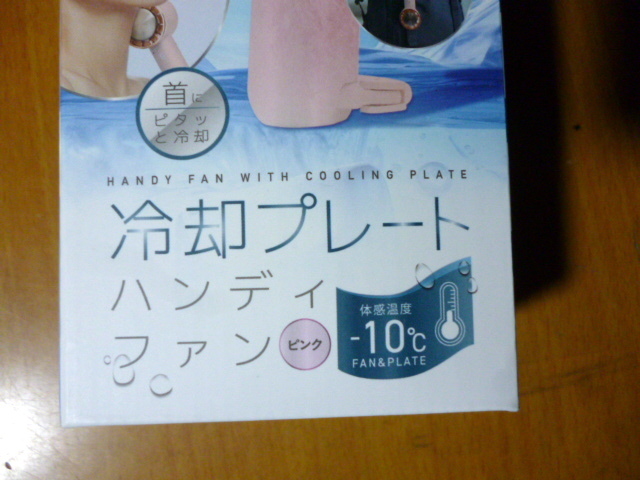 首に
ピタッ
と冷却
HANDY FAN WITH COOLING PLATE
冷却プレート
ハンディ
ファン
ピンク
体感温度
-10℃
FAN&PLATE